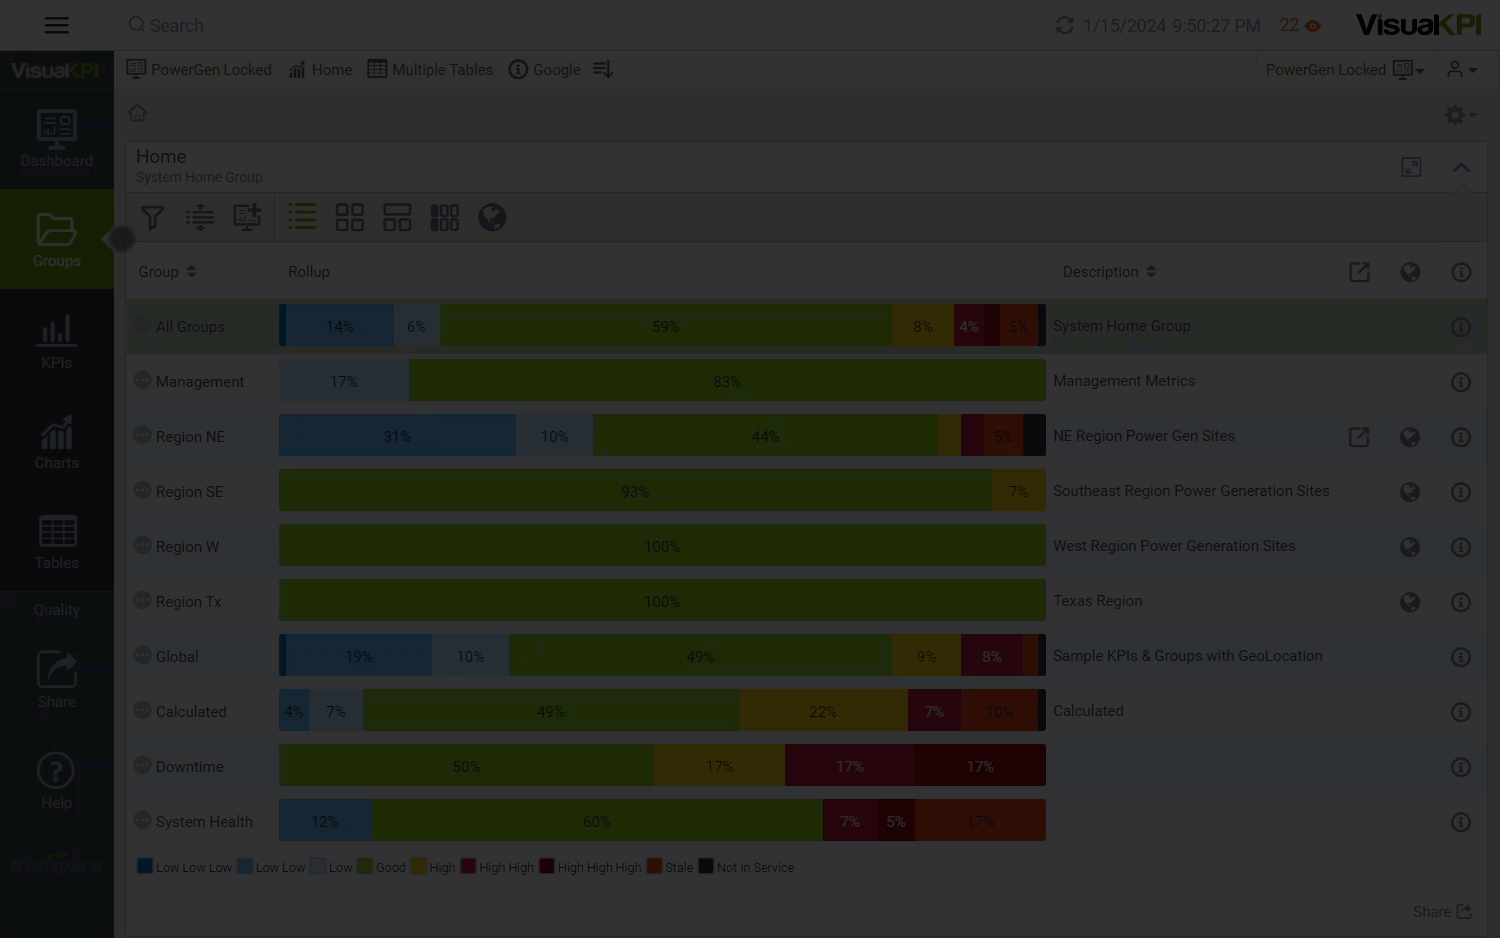 Search
1/15/2024 9:50:27 PM
22
VisualKPI
VisualKPI
PowerGen Locked
Home
Multiple Tables
Google
PowerGen Locked
Dashboard
Groups
KPIs
Charts
Tables
Quality
Share
Help
Transpara
Home
System Home Group
Group Rollup Description
All Groups 14% 6% 59% 8% 4% 5% System Home Group
Management 17% 83% Management Metrics
Region NE 31% 10% 44% 5% NE Region Power Gen Sites
Region SE 93% 7% Southeast Region Power Generation Sites
Region W 100% West Region Power Generation Sites
Region Tx 100% Texas Region
Global 19% 10% 49% 9% 8% Sample KPIs & Groups with GeoLocation
Calculated 4% 7% 49% 22% 7% 10% Calculated
Downtime 50% 17% 17% 17%
System Health 12% 60% 7% 5% 17%
Low Low Low Low Low Low Good High High High High High High Stale Not In Service
Share